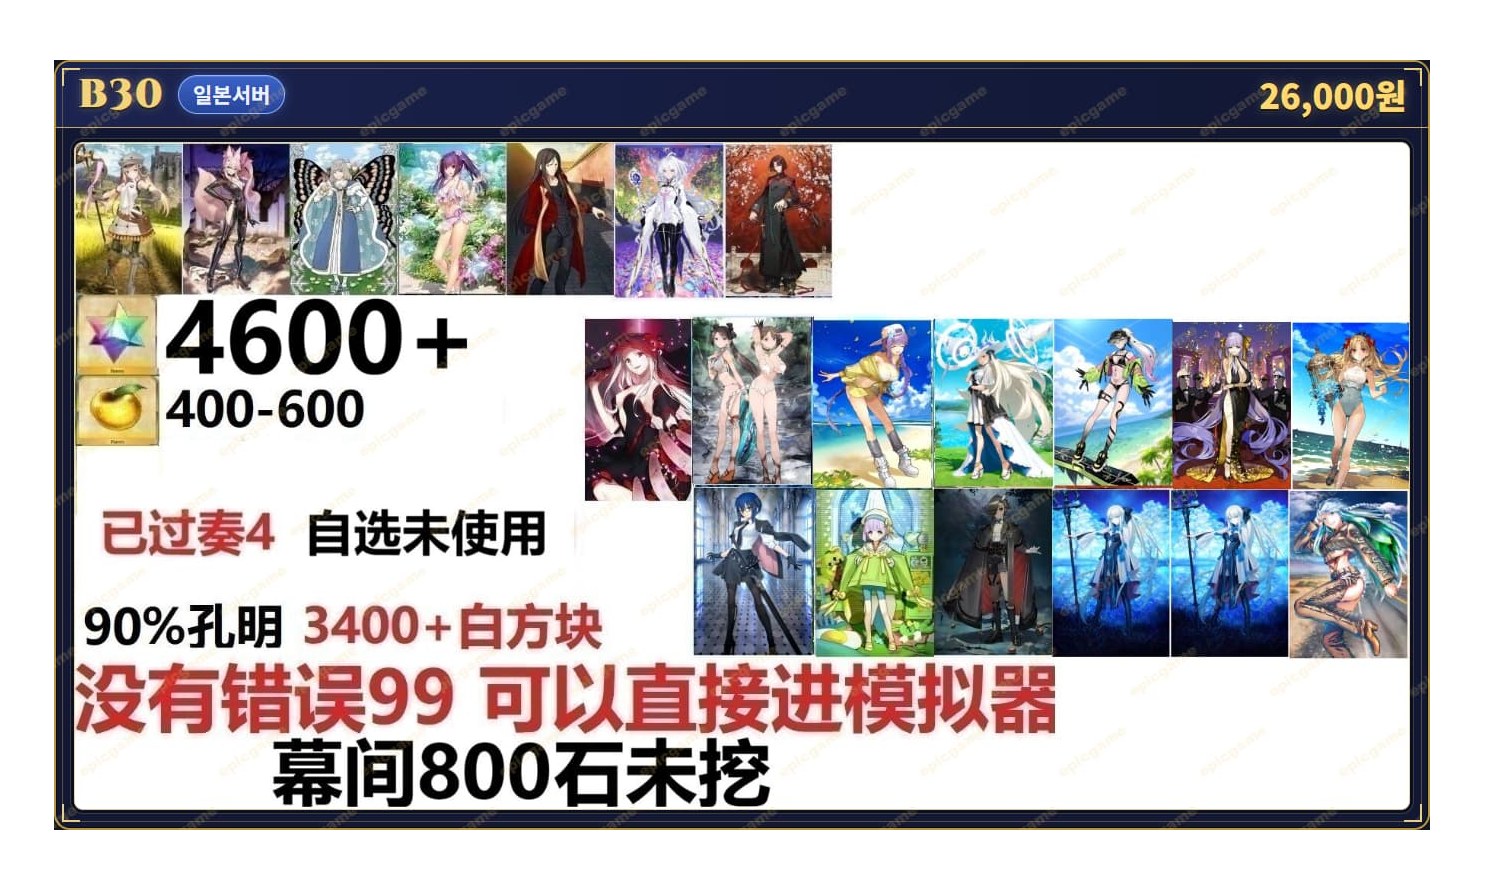 B30 일본서버 26,000원
4600+
400-600
已过奏4 自选未使用
90%孔明 3400+白方块
没有错误99 可以直接进模拟器
幕间800石未挖
epicgame